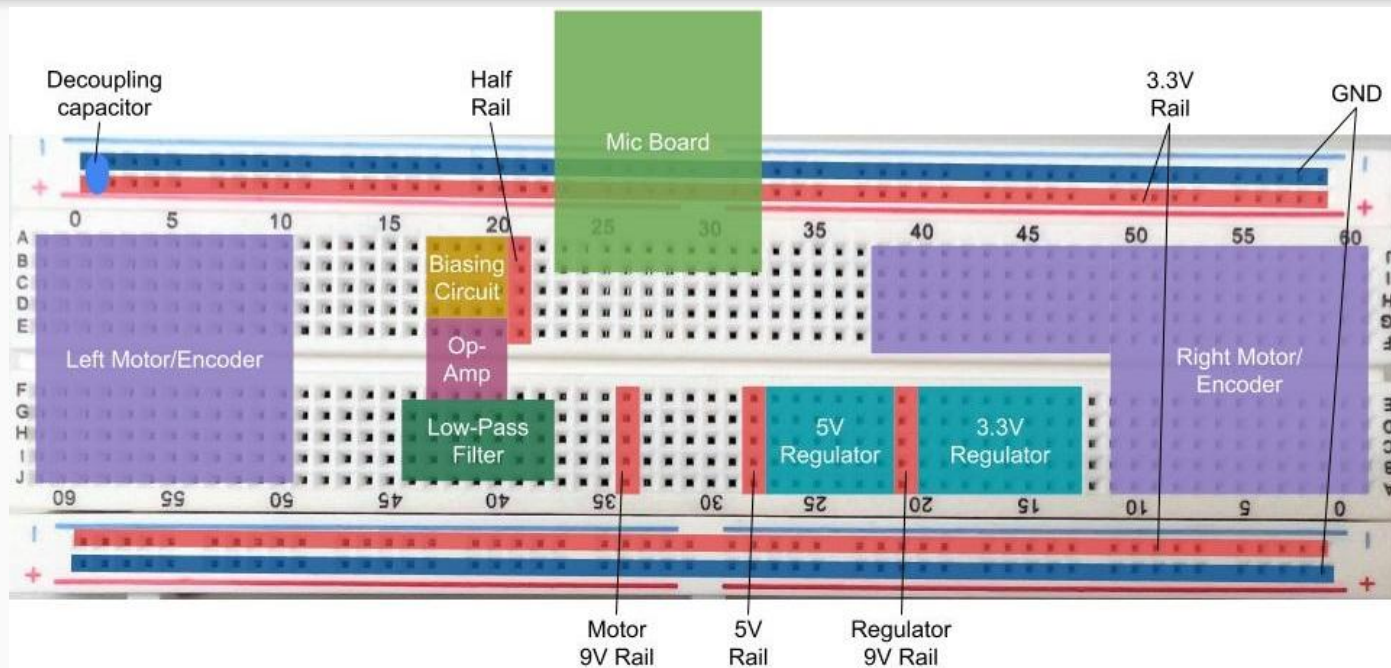 Decoupling
capacitor
Half
Rail
3.3V
Rail
GND
Mic Board
0 5 10 15 20 25 30 35 40 45 50 55 60
A
B
C
D
E
Biasing
Circuit
Op-
Amp
Left Motor/Encoder
Right Motor/
Encoder
F
G
H
I
J
Low-Pass
Filter
5V
Regulator
3.3V
Regulator
60 55 50 45 40 35 30 25 20 15 10 5 0
Motor
9V Rail
5V
Rail
Regulator
9V Rail